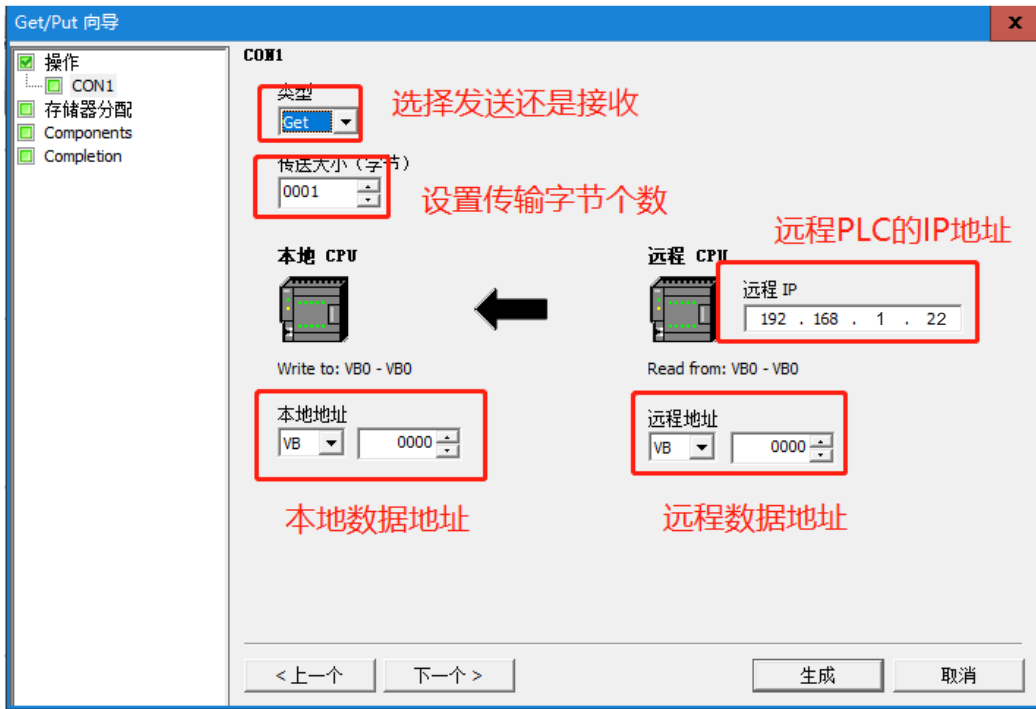 Get/Put 向导
x
操作
CON1
存储器分配
Components
Completion
CON1
类型
Get
选择发送还是接收
传送大小（字节）
0001
设置传输字节个数
远程PLC的IP地址
本地 CPU
远程 CPU
远程 IP
192 . 168 . 1 . 22
Write to: VB0 - VB0
Read from: VB0 - VB0
本地地址
VB
0000
远程地址
VB
0000
本地数据地址
远程数据地址
<上一个
下一个>
生成
取消